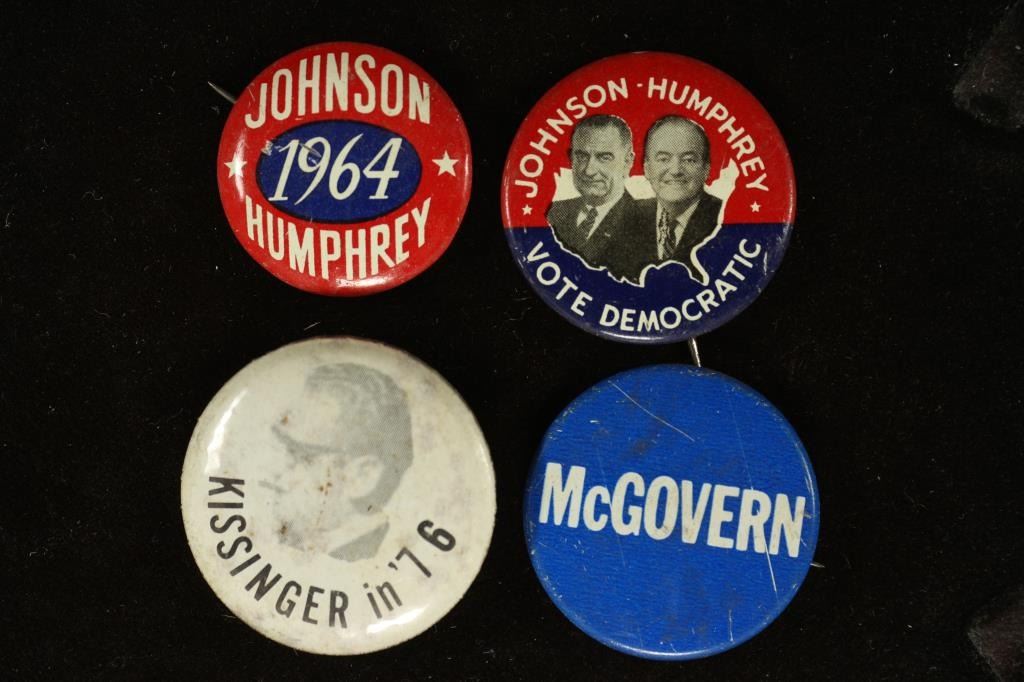 JOHNSON
1964
HUMPHREY
JOHNSON-HUMPHREY
VOTE DEMOCRATIC
KISSINGER in '76
McGOVERN